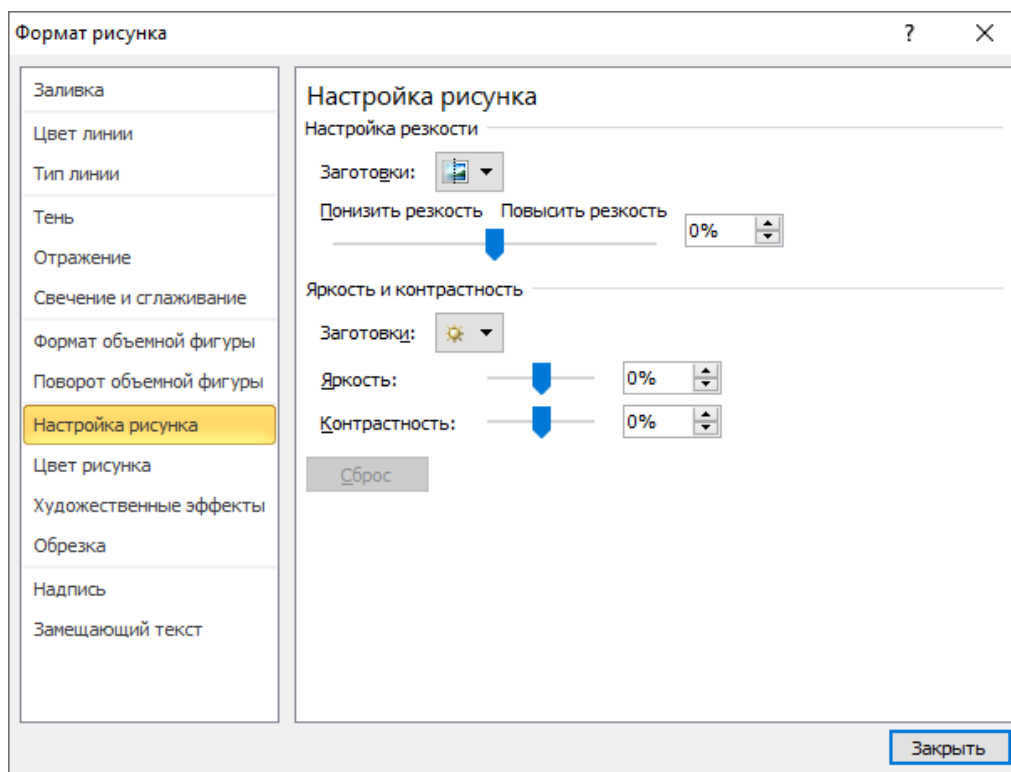 Формат рисунка
?
Заливка
Цвет линии
Тип линии
Тень
Отражение
Свечение и сглаживание
Формат объемной фигуры
Поворот объемной фигуры
Настройка рисунка
Цвет рисунка
Художественные эффекты
Обрезка
Надпись
Замещающий текст
Настройка рисунка
Настройка резкости
Заготовки:
Понизить резкость Повысить резкость 0%
Яркость и контрастность
Заготовки:
Яркость: 0%
Контрастность: 0%
Сброс
Закрыть